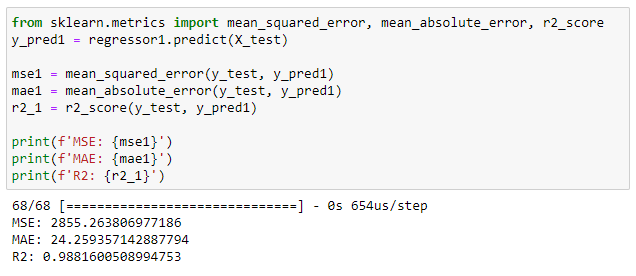 from sklearn.metrics import mean_squared_error, mean_absolute_error, r2_score
y_pred1 = regressor1.predict(X_test)
mse1 = mean_squared_error(y_test, y_pred1)
mae1 = mean_absolute_error(y_test, y_pred1)
r2_1 = r2_score(y_test, y_pred1)
print(f'MSE: {mse1}')
print(f'MAE: {mae1}')
print(f'R2: {r2_1}')
68/68 [==============================] - 0s 654us/step
MSE: 2855.263806977186
MAE: 24.259357142887794
R2: 0.9881600508994753